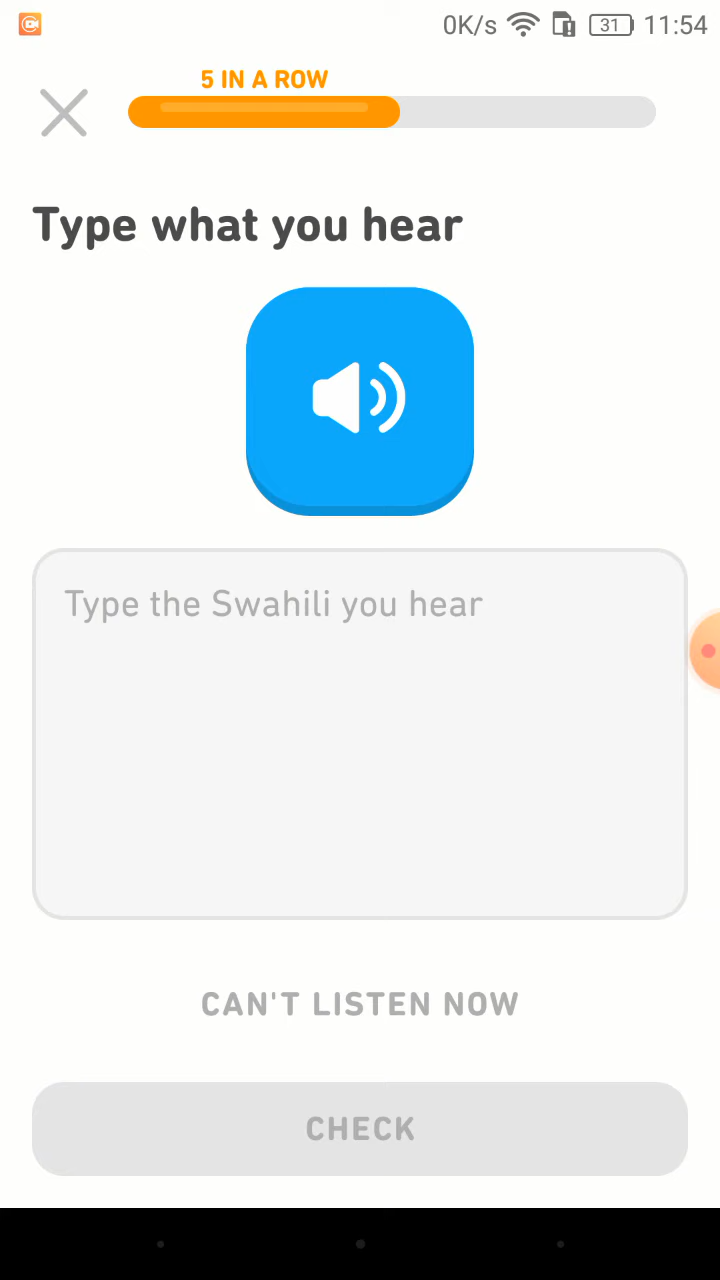 0K/s 31 11:54
5 IN A ROW
Type what you hear
Type the Swahili you hear
CAN'T LISTEN NOW
CHECK